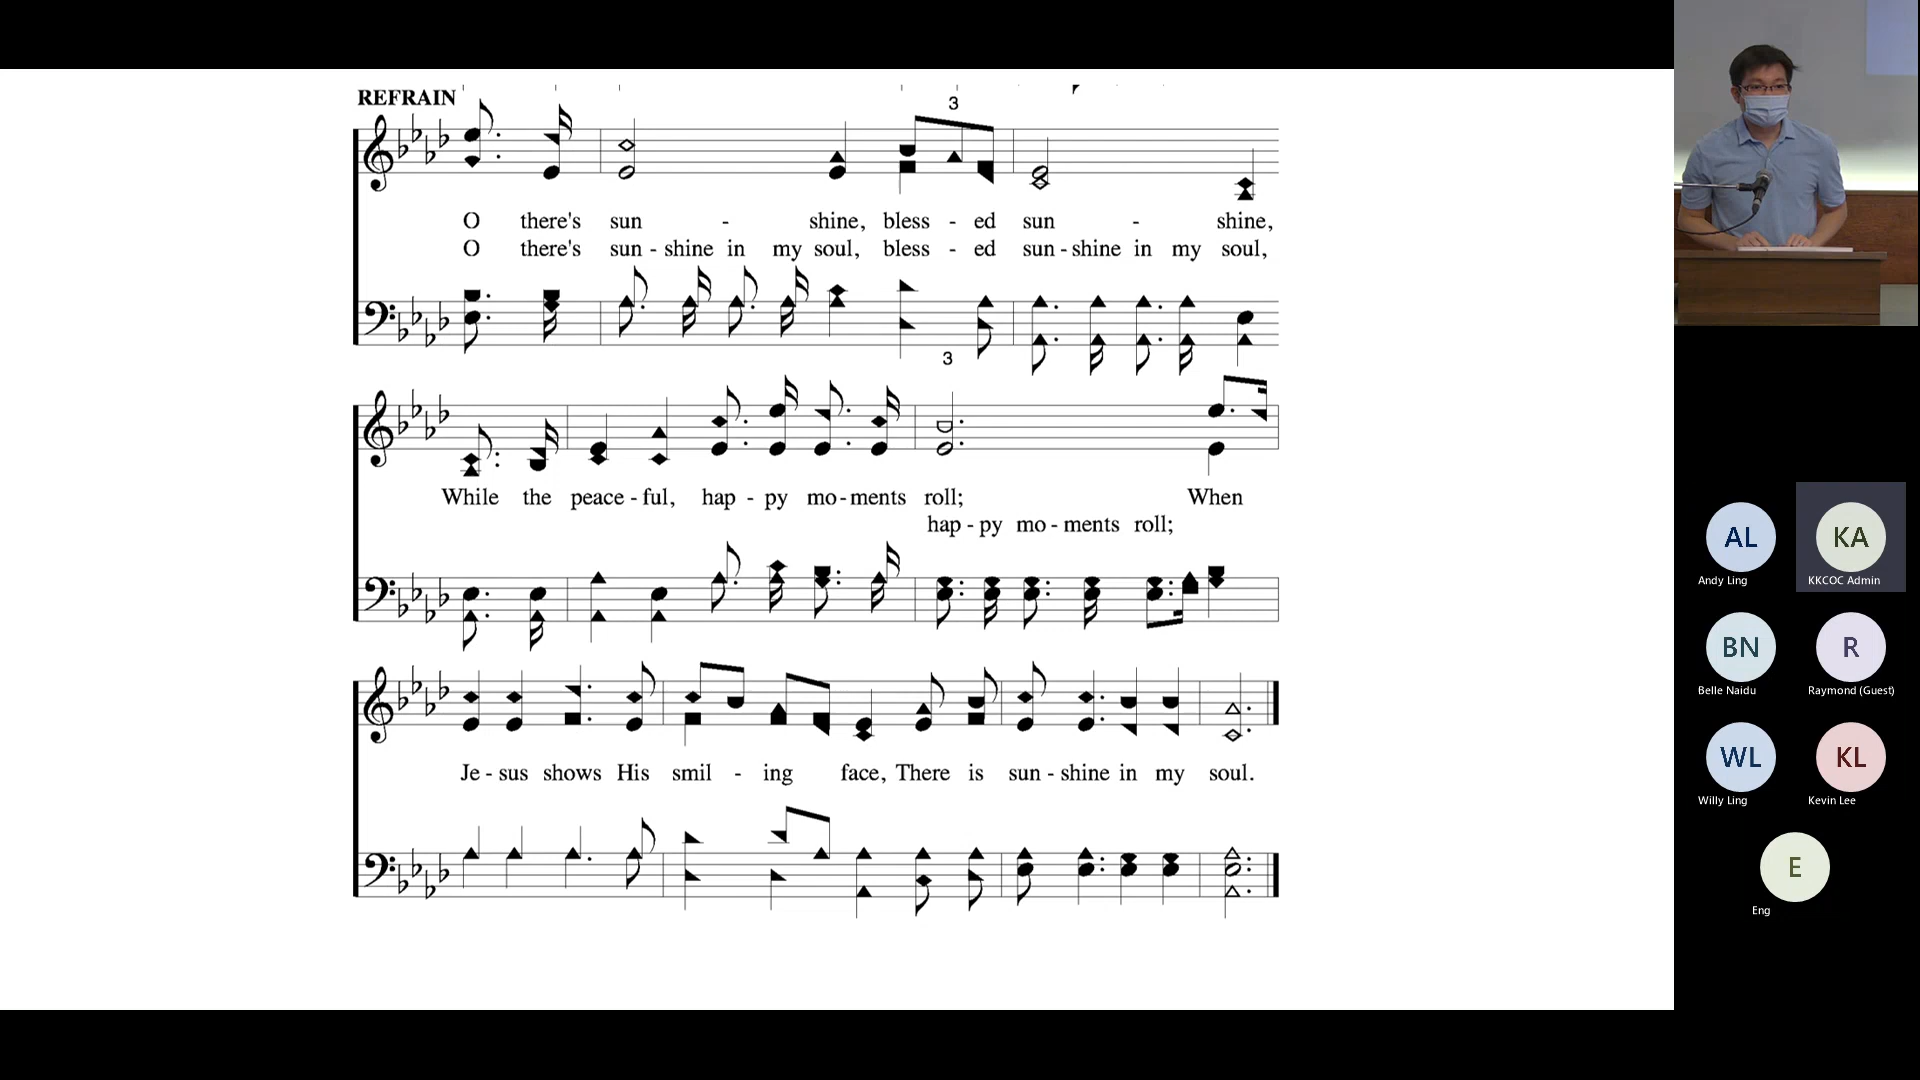 REFRAIN
3
O there's sun - shine, bless - ed sun - shine,
O there's sun - shine in my soul, bless - ed sun - shine in my soul,
3
While the peace - ful, hap - py mo - ments roll; When
hap - py mo - ments roll;
Je - sus shows His smil - ing face, There is sun - shine in my soul.
AL
KA
Andy Ling
KKCOC Admin
BN
R
Belle Naidu
Raymond (Guest)
WL
KL
Willy Ling
Kevin Lee
E
Eng